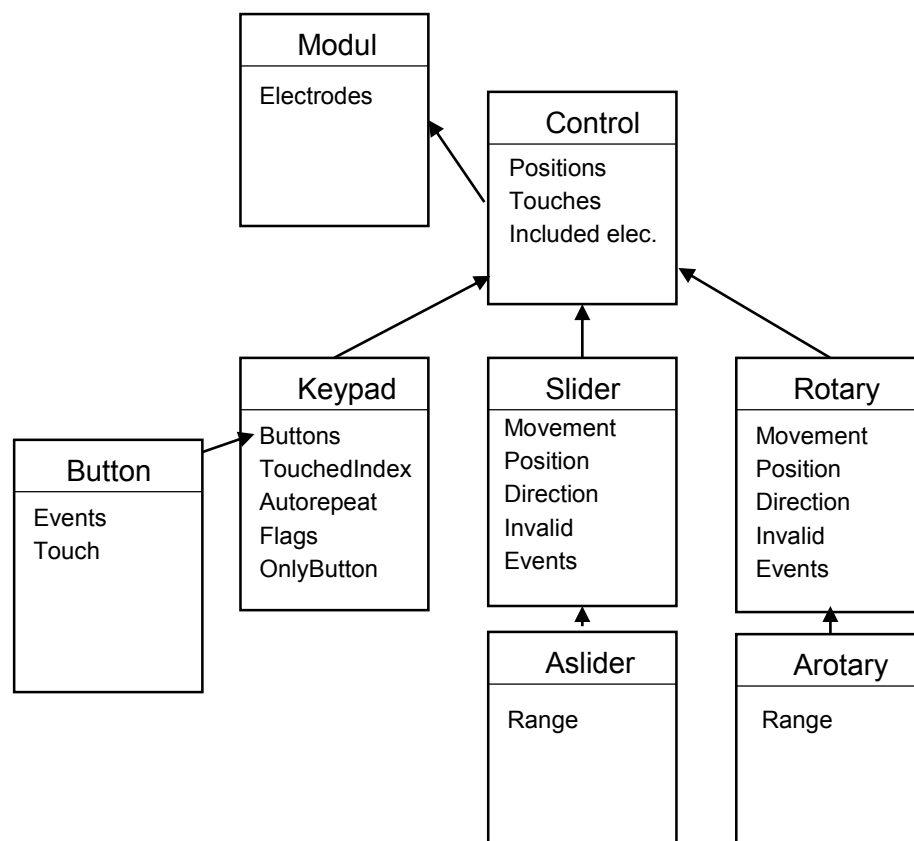 Modul
Electrodes
Control
Positions
Touches
Included elec.
Keypad
Buttons
TouchedIndex
Autorepeat
Flags
OnlyButton
Slider
Movement
Position
Direction
Invalid
Events
Rotary
Movement
Position
Direction
Invalid
Events
Button
Events
Touch
Aslider
Range
Arotary
Range